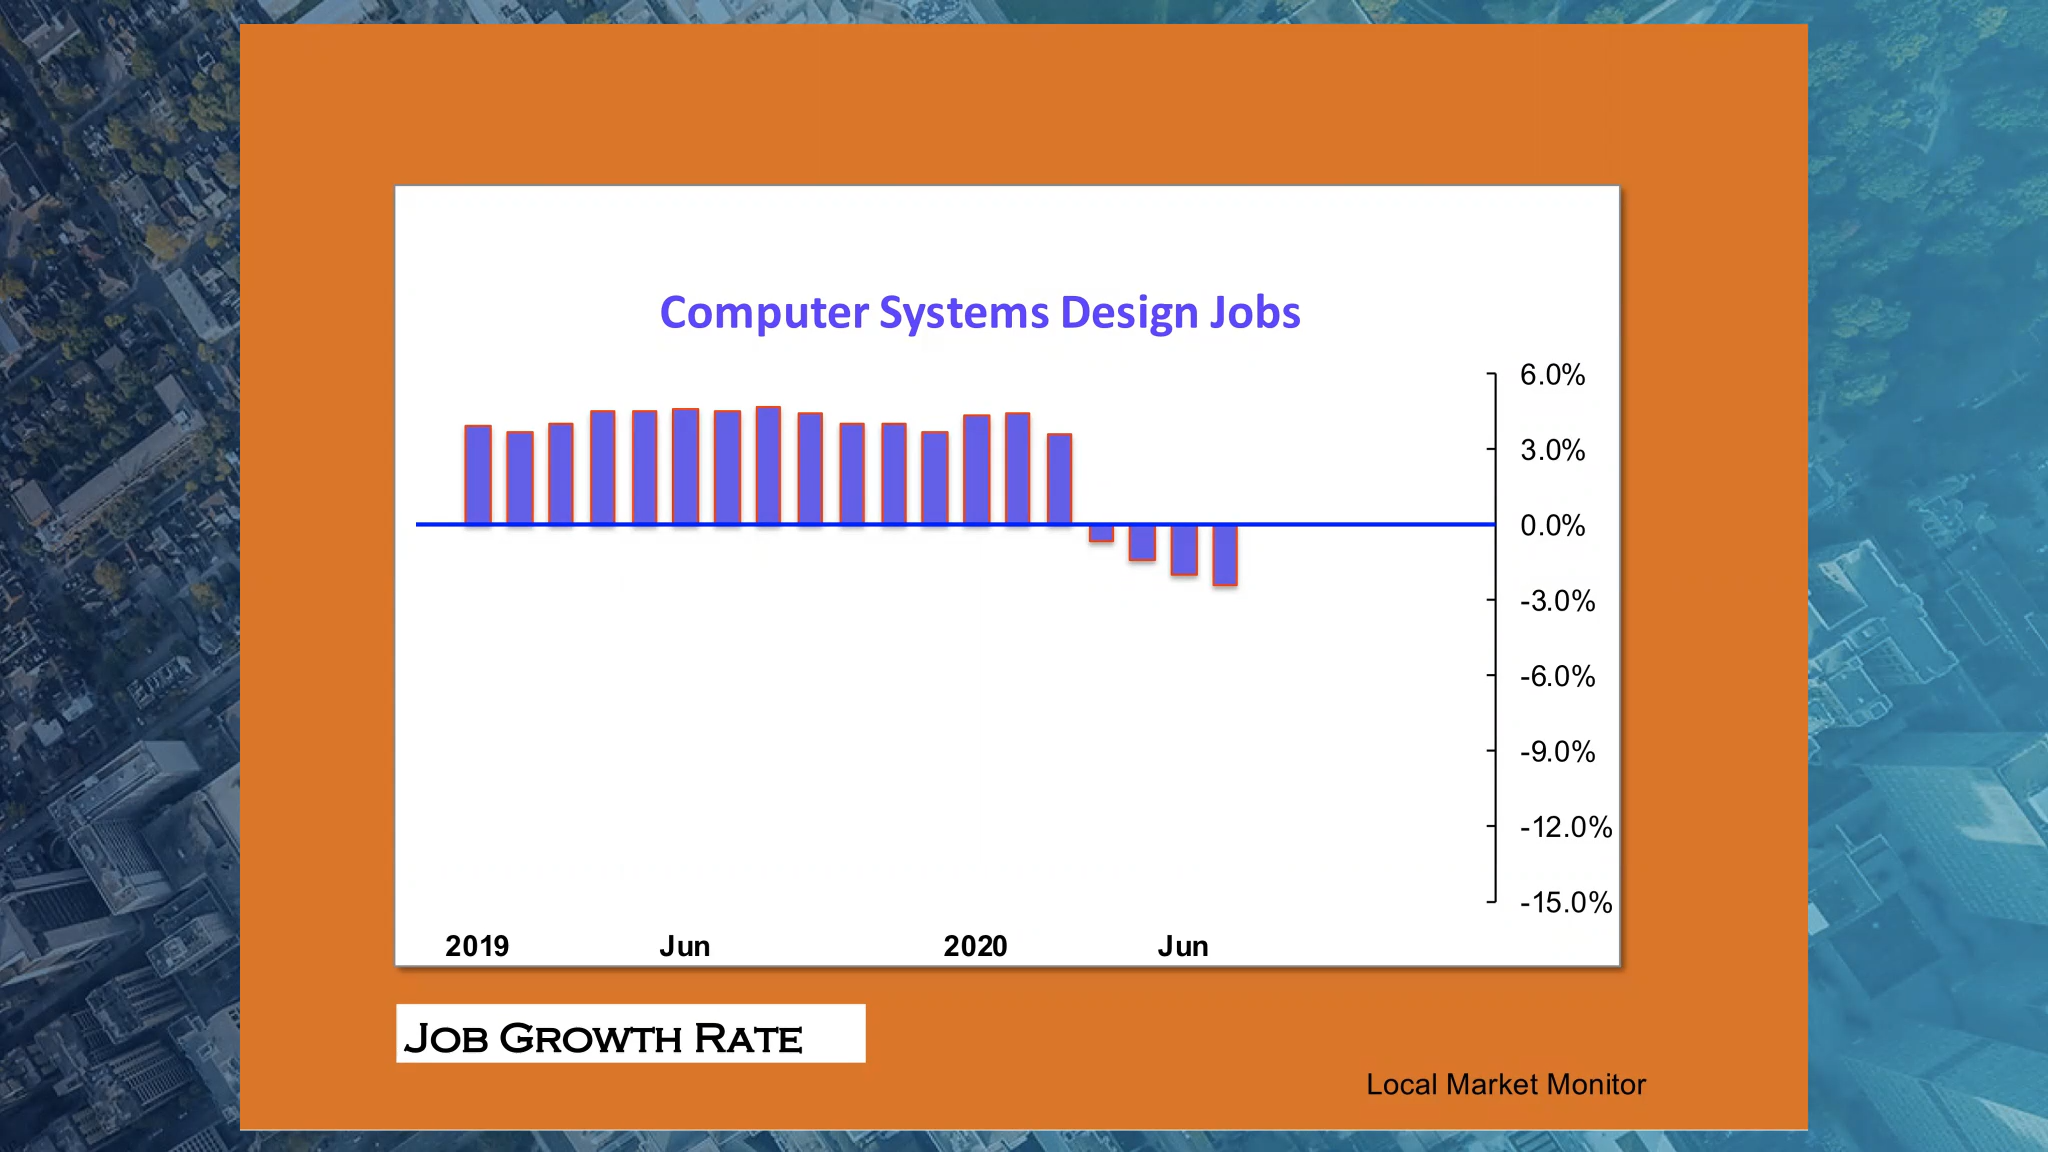 Computer Systems Design Jobs
6.0%
3.0%
0.0%
-3.0%
-6.0%
-9.0%
-12.0%
-15.0%
2019 Jun 2020 Jun
JOB GROWTH RATE
Local Market Monitor